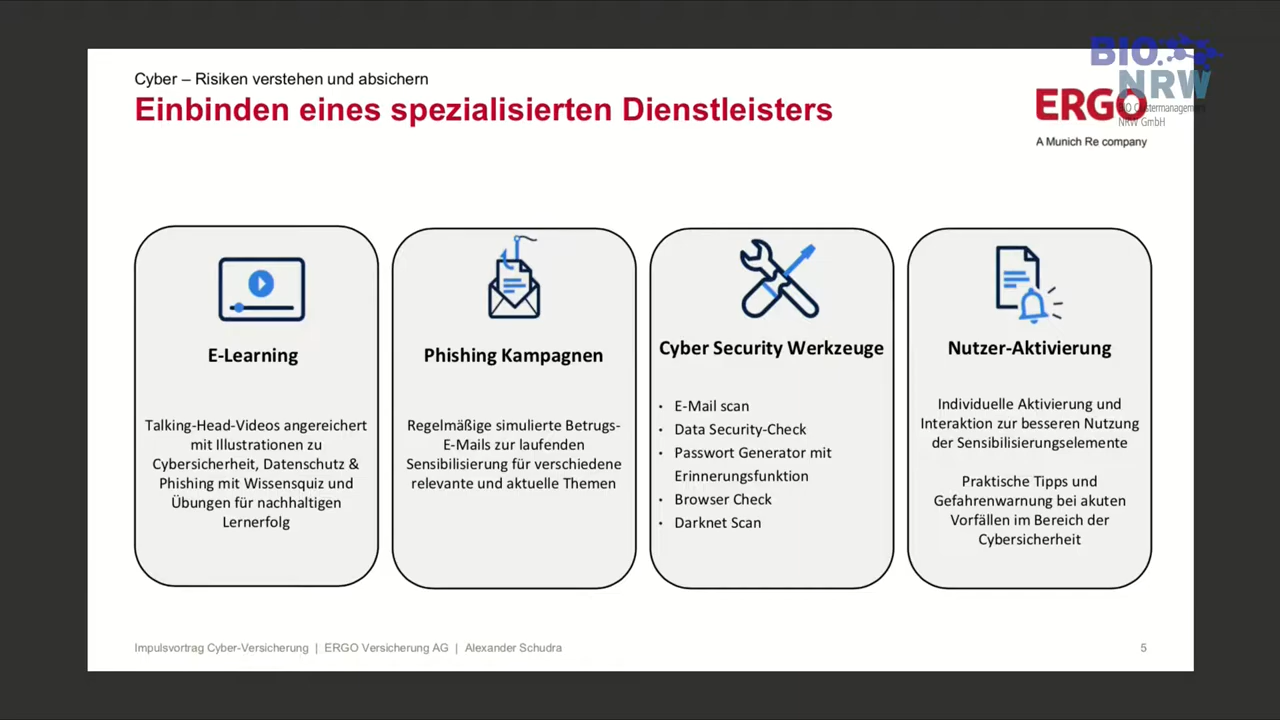 BIO.
NRW
BIO Clustermanagement
NRW GmbH
Cyber – Risiken verstehen und absichern
Einbinden eines spezialisierten Dienstleisters
ERGO
A Munich Re company
E-Learning
Talking-Head-Videos angereichert
mit Illustrationen zu
Cybersicherheit, Datenschutz &
Phishing mit Wissensquiz und
Übungen für nachhaltigen
Lernerfolg
Phishing Kampagnen
Regelmäßige simulierte Betrugs-
E-Mails zur laufenden
Sensibilisierung für verschiedene
relevante und aktuelle Themen
Cyber Security Werkzeuge
• E-Mail scan
• Data Security-Check
• Passwort Generator mit
Erinnerungsfunktion
• Browser Check
• Darknet Scan
Nutzer-Aktivierung
Individuelle Aktivierung und
Interaktion zur besseren Nutzung
der Sensibilisierungselemente
Praktische Tipps und
Gefahrenwarnung bei akuten
Vorfällen im Bereich der
Cybersicherheit
Impulsvortrag Cyber-Versicherung | ERGO Versicherung AG | Alexander Schudra
5